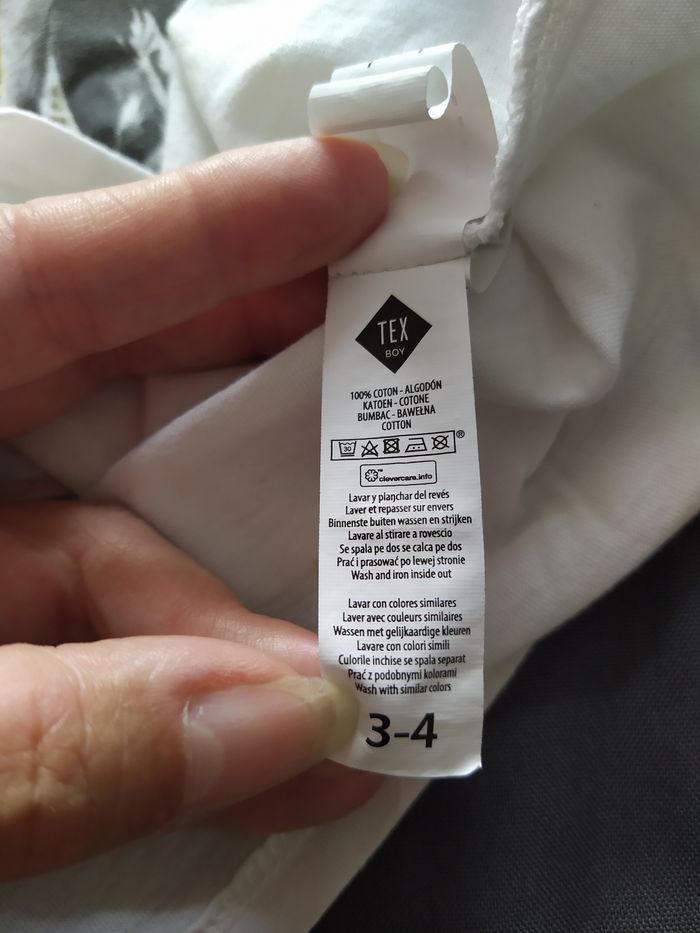 TEX
BOY
100% COTON - ALGODÓN
KATOEN - COTONE
BUMBAC - BAWEŁNA
COTTON
30
®
™
clevercare.info
Lavar y planchar del revés
Laver et repasser sur envers
Binnenste buiten wassen en strijken
Lavare al stirare a rovescio
Se spala pe dos se calca pe dos
Prać i prasować po lewej stronie
Wash and iron inside out
Lavar con colores similares
Laver avec couleurs similaires
Wassen met gelijkaardige kleuren
Lavare con colori simili
Culorile inchise se spala separat
Prać z podobnymi kolorami
Wash with similar colors
3-4